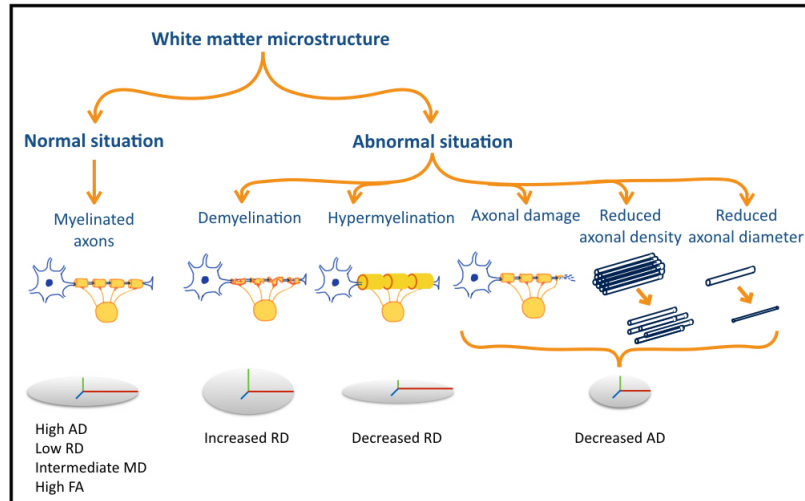 White matter microstructure
Normal situation
Abnormal situation
Myelinated
axons
Demyelination
Hypermyelination
Axonal damage
Reduced
axonal density
Reduced
axonal diameter
High AD
Low RD
Intermediate MD
High FA
Increased RD
Decreased RD
Decreased AD